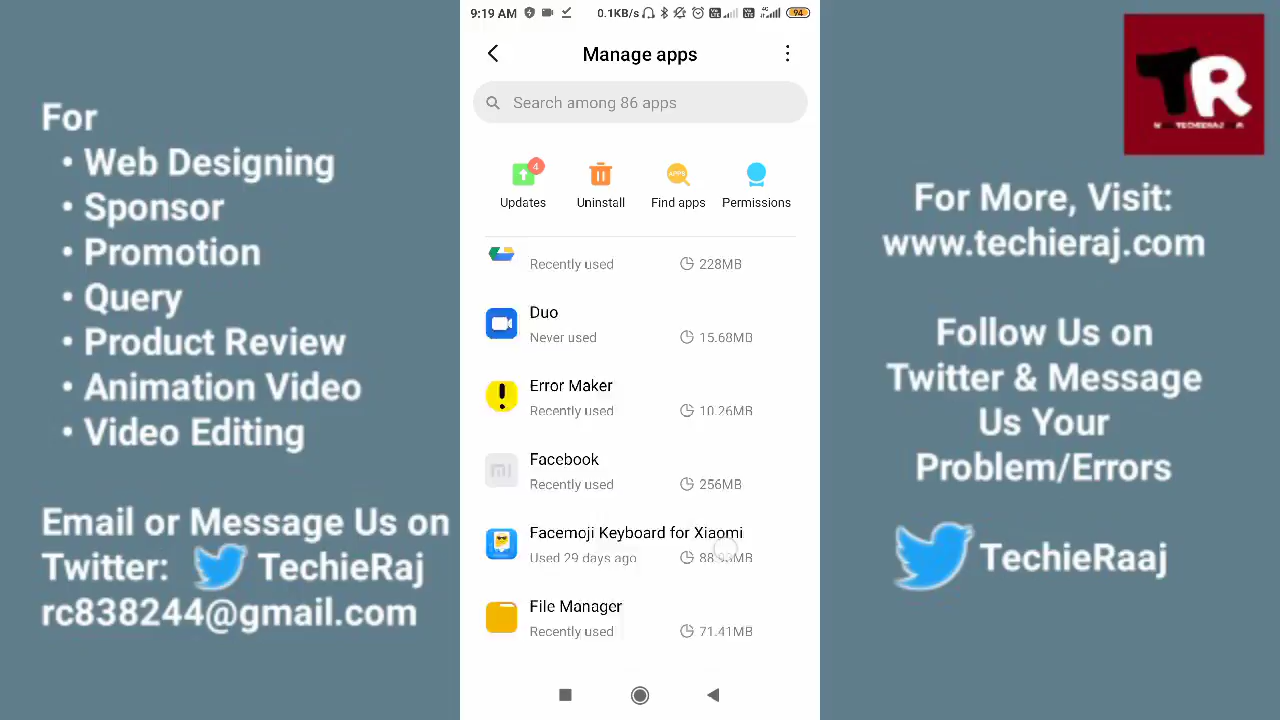 For
• Web Designing
• Sponsor
• Promotion
• Query
• Product Review
• Animation Video
• Video Editing
Email or Message Us on
Twitter: TechieRaj
rc838244@gmail.com
9:19 AM 0.1KB/s 94
Manage apps
Search among 86 apps
4
APPS
Updates Uninstall Find apps Permissions
Recently used 228MB
Duo
Never used 15.68MB
Error Maker
Recently used 10.26MB
Facebook
Recently used 256MB
Facemoji Keyboard for Xiaomi
Used 29 days ago
File Manager
Recently used 71.41MB
TR
For More, Visit:
www.techieraj.com
Follow Us on
Twitter & Message
Us Your
Problem/Errors
TechieRaaj